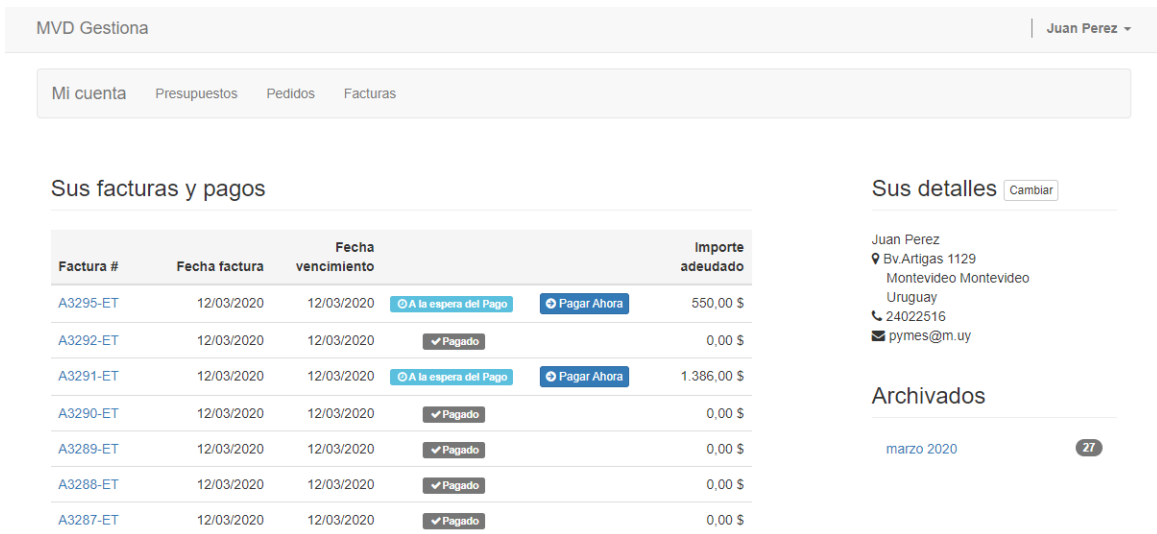 MVD Gestiona
Juan Perez
Mi cuenta Presupuestos Pedidos Facturas
Sus facturas y pagos
Factura # Fecha factura Fecha vencimiento Importe adeudado
A3295-ET 12/03/2020 12/03/2020 A la espera del Pago Pagar Ahora 550,00 $
A3292-ET 12/03/2020 12/03/2020 Pagado 0,00 $
A3291-ET 12/03/2020 12/03/2020 A la espera del Pago Pagar Ahora 1.386,00 $
A3290-ET 12/03/2020 12/03/2020 Pagado 0,00 $
A3289-ET 12/03/2020 12/03/2020 Pagado 0,00 $
A3288-ET 12/03/2020 12/03/2020 Pagado 0,00 $
A3287-ET 12/03/2020 12/03/2020 Pagado 0,00 $
Sus detalles Cambiar
Juan Perez
Bv.Artigas 1129
Montevideo Montevideo
Uruguay
24022516
pymes@m.uy
Archivados
marzo 2020 27